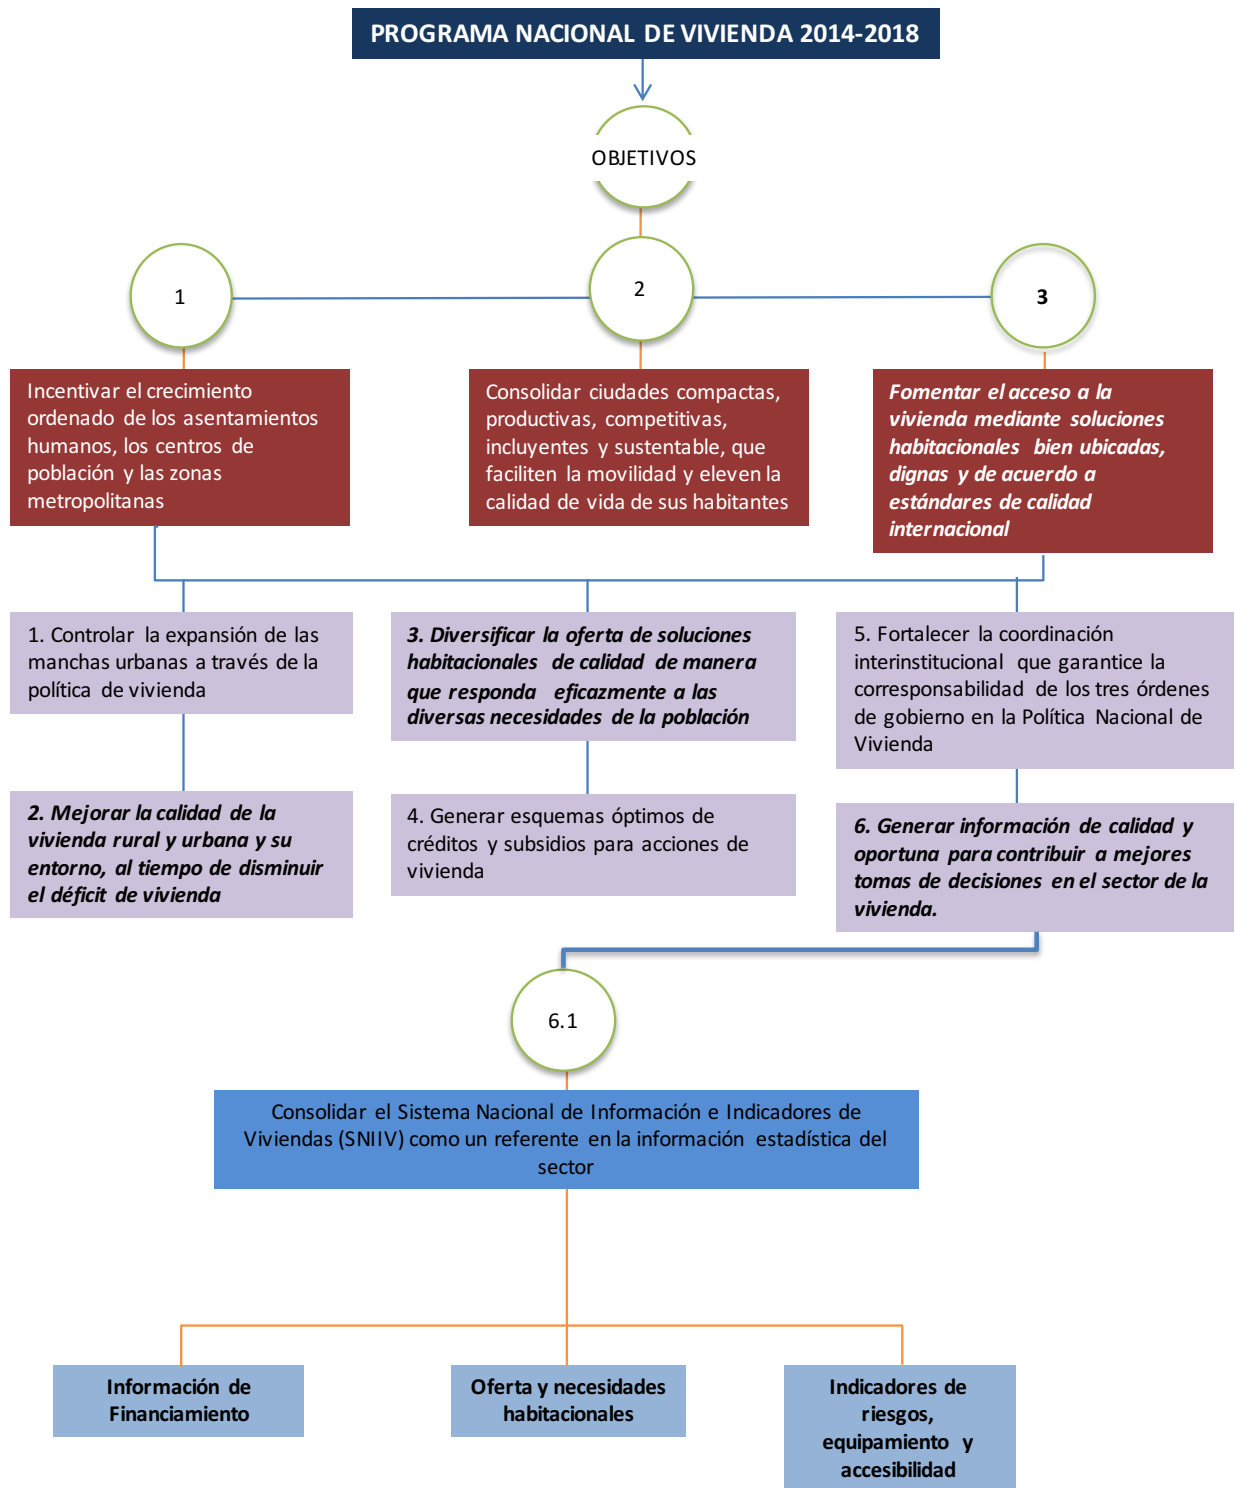 PROGRAMA NACIONAL DE VIVIENDA 2014-2018
OBJETIVOS
1
2
3
Incentivar el crecimiento
ordenado de los asentamientos
humanos, los centros de
población y las zonas
metropolitanas
Consolidar ciudades compactas,
productivas, competitivas,
incluyentes y sustentable, que
faciliten la movilidad y eleven la
calidad de vida de sus habitantes
Fomentar el acceso a la
vivienda mediante soluciones
habitacionales bien ubicadas,
dignas y de acuerdo a
estándares de calidad
internacional
1. Controlar la expansión de las
manchas urbanas a través de la
política de vivienda
3. Diversificar la oferta de soluciones
habitacionales de calidad de manera
que responda eficazmente a las
diversas necesidades de la población
5. Fortalecer la coordinación
interinstitucional que garantice la
corresponsabilidad de los tres órdenes
de gobierno en la Política Nacional de
Vivienda
2. Mejorar la calidad de la
vivienda rural y urbana y su
entorno, al tiempo de disminuir
el déficit de vivienda
4. Generar esquemas óptimos de
créditos y subsidios para acciones de
vivienda
6. Generar información de calidad y
oportuna para contribuir a mejores
tomas de decisiones en el sector de la
vivienda.
6.1
Consolidar el Sistema Nacional de Información e Indicadores de
Viviendas (SNIIV) como un referente en la información estadística del
sector
Información de
Financiamiento
Oferta y necesidades
habitacionales
Indicadores de
riesgos,
equipamiento y
accesibilidad